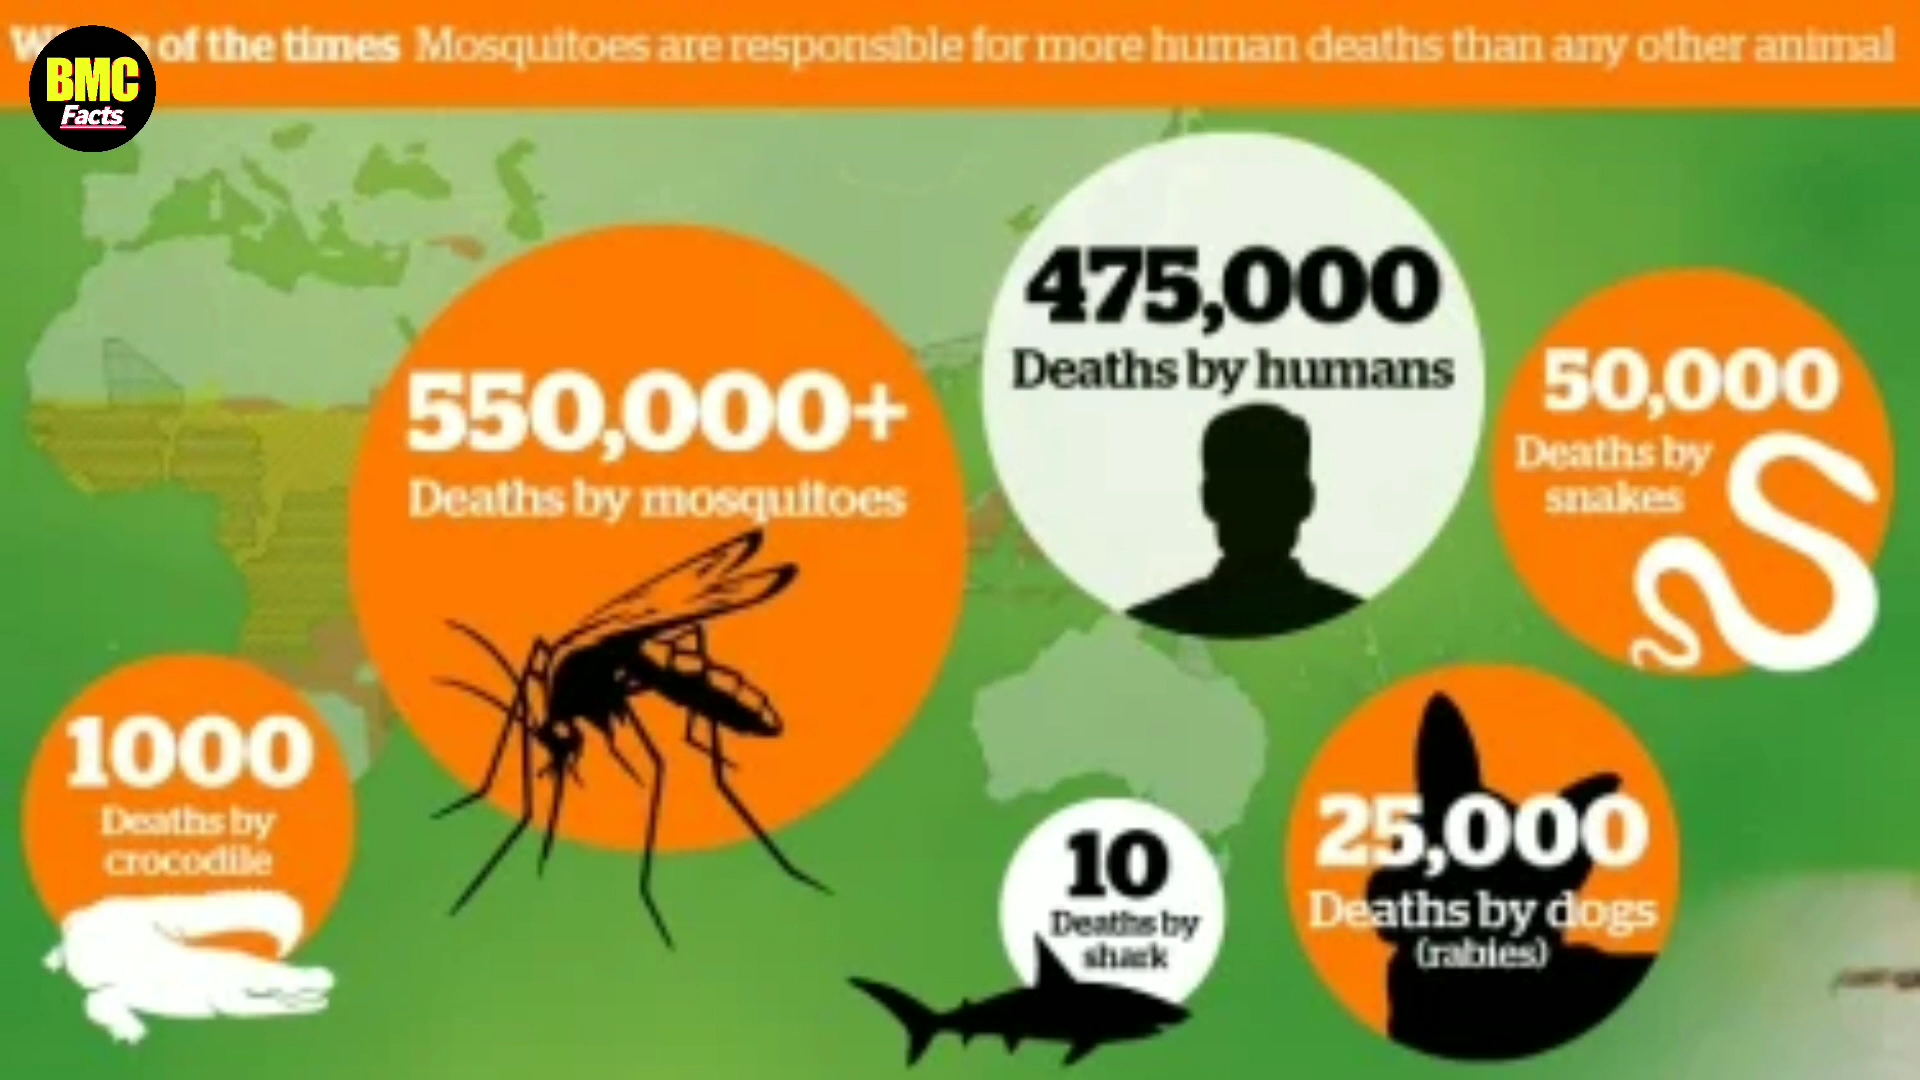 of the times Mosquitoes are responsible for more human deaths than any other animal
BMC
Facts
550,000+
Deaths by mosquitoes
475,000
Deaths by humans
50,000
Deaths by
snakes
1000
Deaths by
crocodile
10
Deaths by
shark
25,000
Deaths by dogs
(rabies)